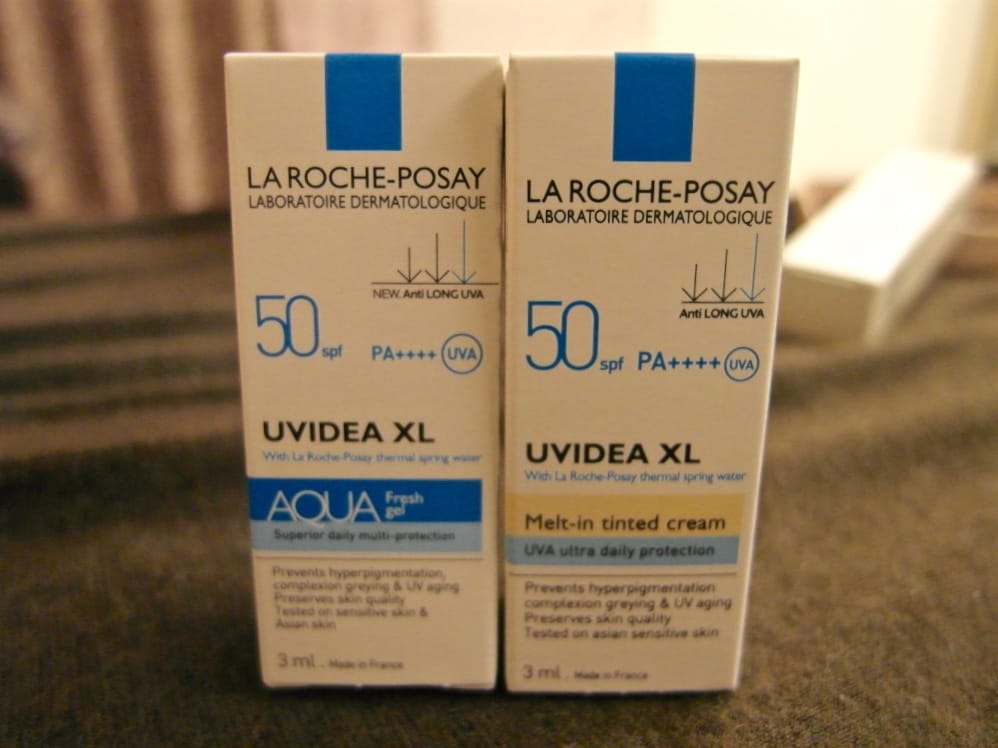 LA ROCHE-POSAY
LABORATOIRE DERMATOLOGIQUE
NEW. Anti LONG UVA
50 spf PA++++ UVA
UVIDEA XL
With La Roche-Posay thermal spring water
AQUA Fresh gel
Superior daily multi-protection
Prevents hyperpigmentation,
complexion greying & UV aging
Preserves skin quality
Tested on sensitive skin &
Asian skin
3 ml . Made in France
LA ROCHE-POSAY
LABORATOIRE DERMATOLOGIQUE
Anti LONG UVA
50 spf PA++++ UVA
UVIDEA XL
With La Roche-Posay thermal spring water
Melt-in tinted cream
UVA ultra daily protection
Prevents hyperpigmentation
complexion greying & UV aging
Preserves skin quality
Tested on asian sensitive skin
3 ml . Made in France